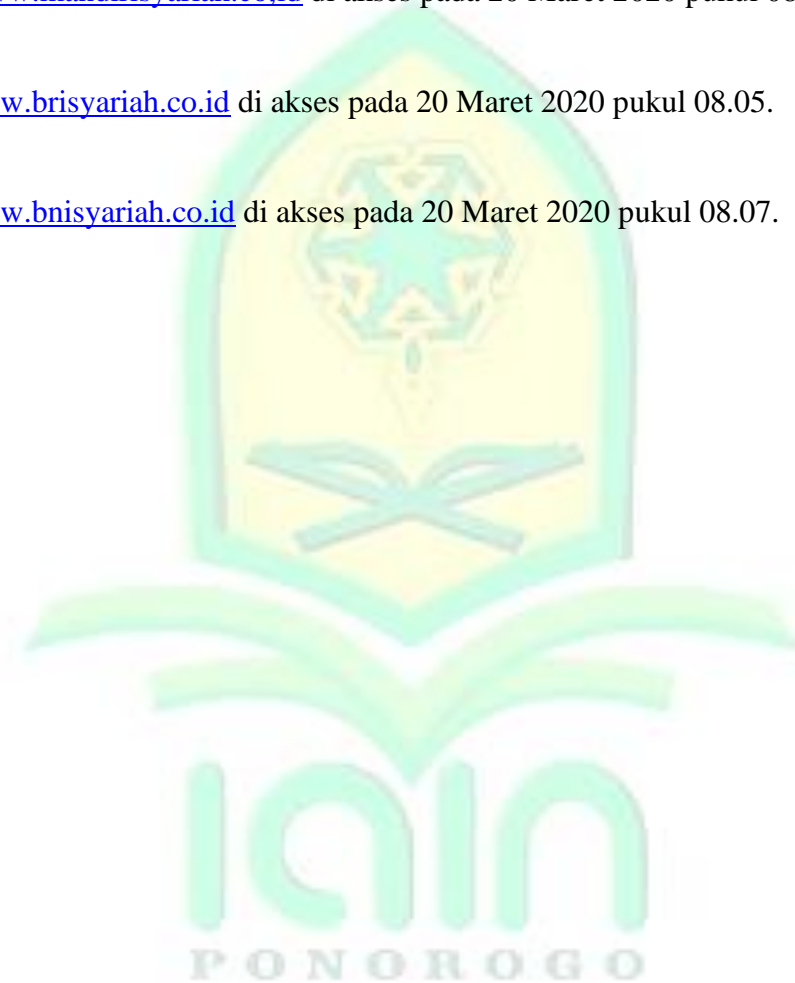 w.brisyariah.co.id di akses pada 20 Maret 2020 pukul 08.05.
w.bnisyariah.co.id di akses pada 20 Maret 2020 pukul 08.07.
iain
PONOROGO